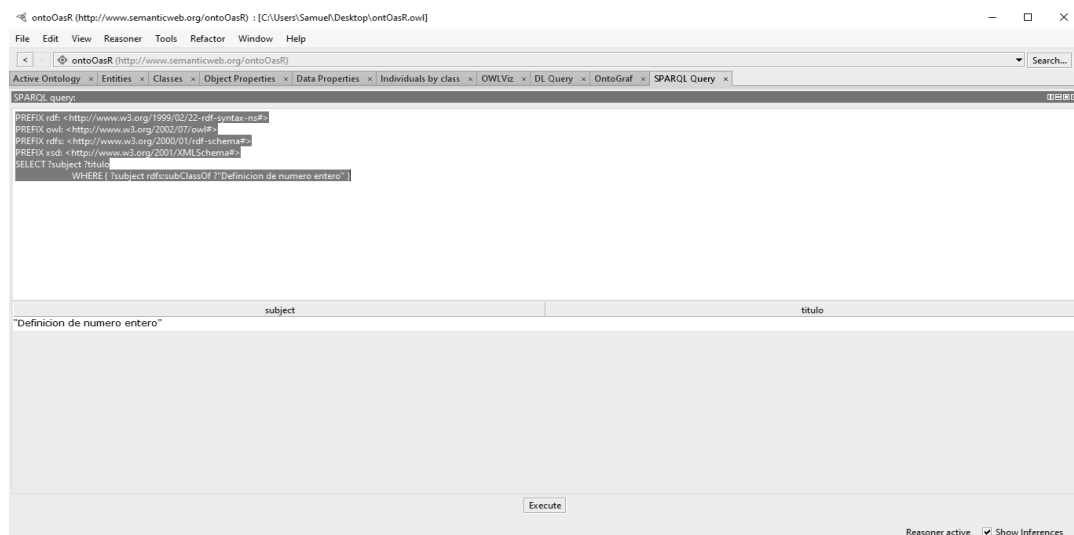 ontoOasR (http://www.semanticweb.org/ontoOasR) : [C:\Users\Samuel\Desktop\ontOasR.owl]
File Edit View Reasoner Tools Refactor Window Help
< ontoOasR (http://www.semanticweb.org/ontoOasR) Search...
Active Ontology × Entities × Classes × Object Properties × Data Properties × Individuals by class × OWLViz × DL Query × OntoGraf × SPARQL Query ×
SPARQL query:
PREFIX rdf: <http://www.w3.org/1999/02/22-rdf-syntax-ns#>
PREFIX owl: <http://www.w3.org/2002/07/owl#>
PREFIX rdfs: <http://www.w3.org/2000/01/rdf-schema#>
PREFIX xsd: <http://www.w3.org/2001/XMLSchema#>
SELECT ?subject ?titulo
WHERE { ?subject rdfs:subClassOf ?"Definicion de numero entero" }
subject titulo
"Definicion de numero entero"
Execute
Reasoner active Show Inferences